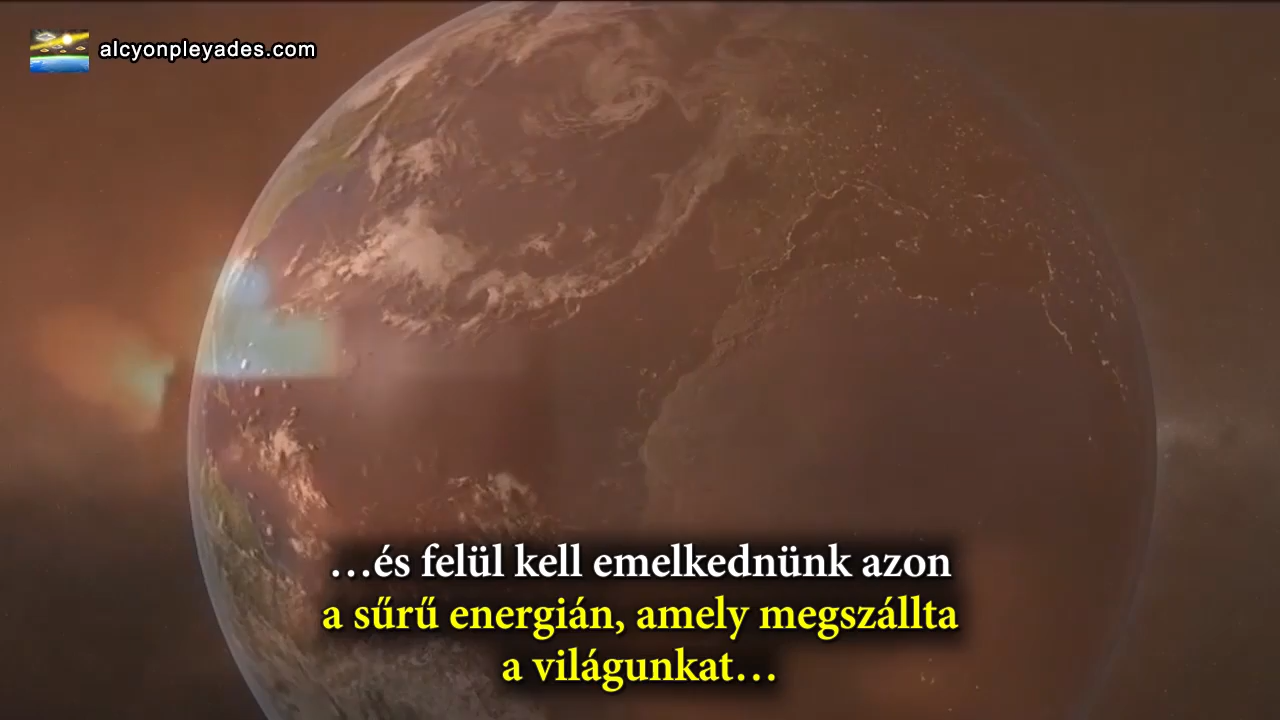 alcyonpleyades.com
…és felül kell emelkednünk azon
a sűrű energián, amely megszállta
a világunkat…